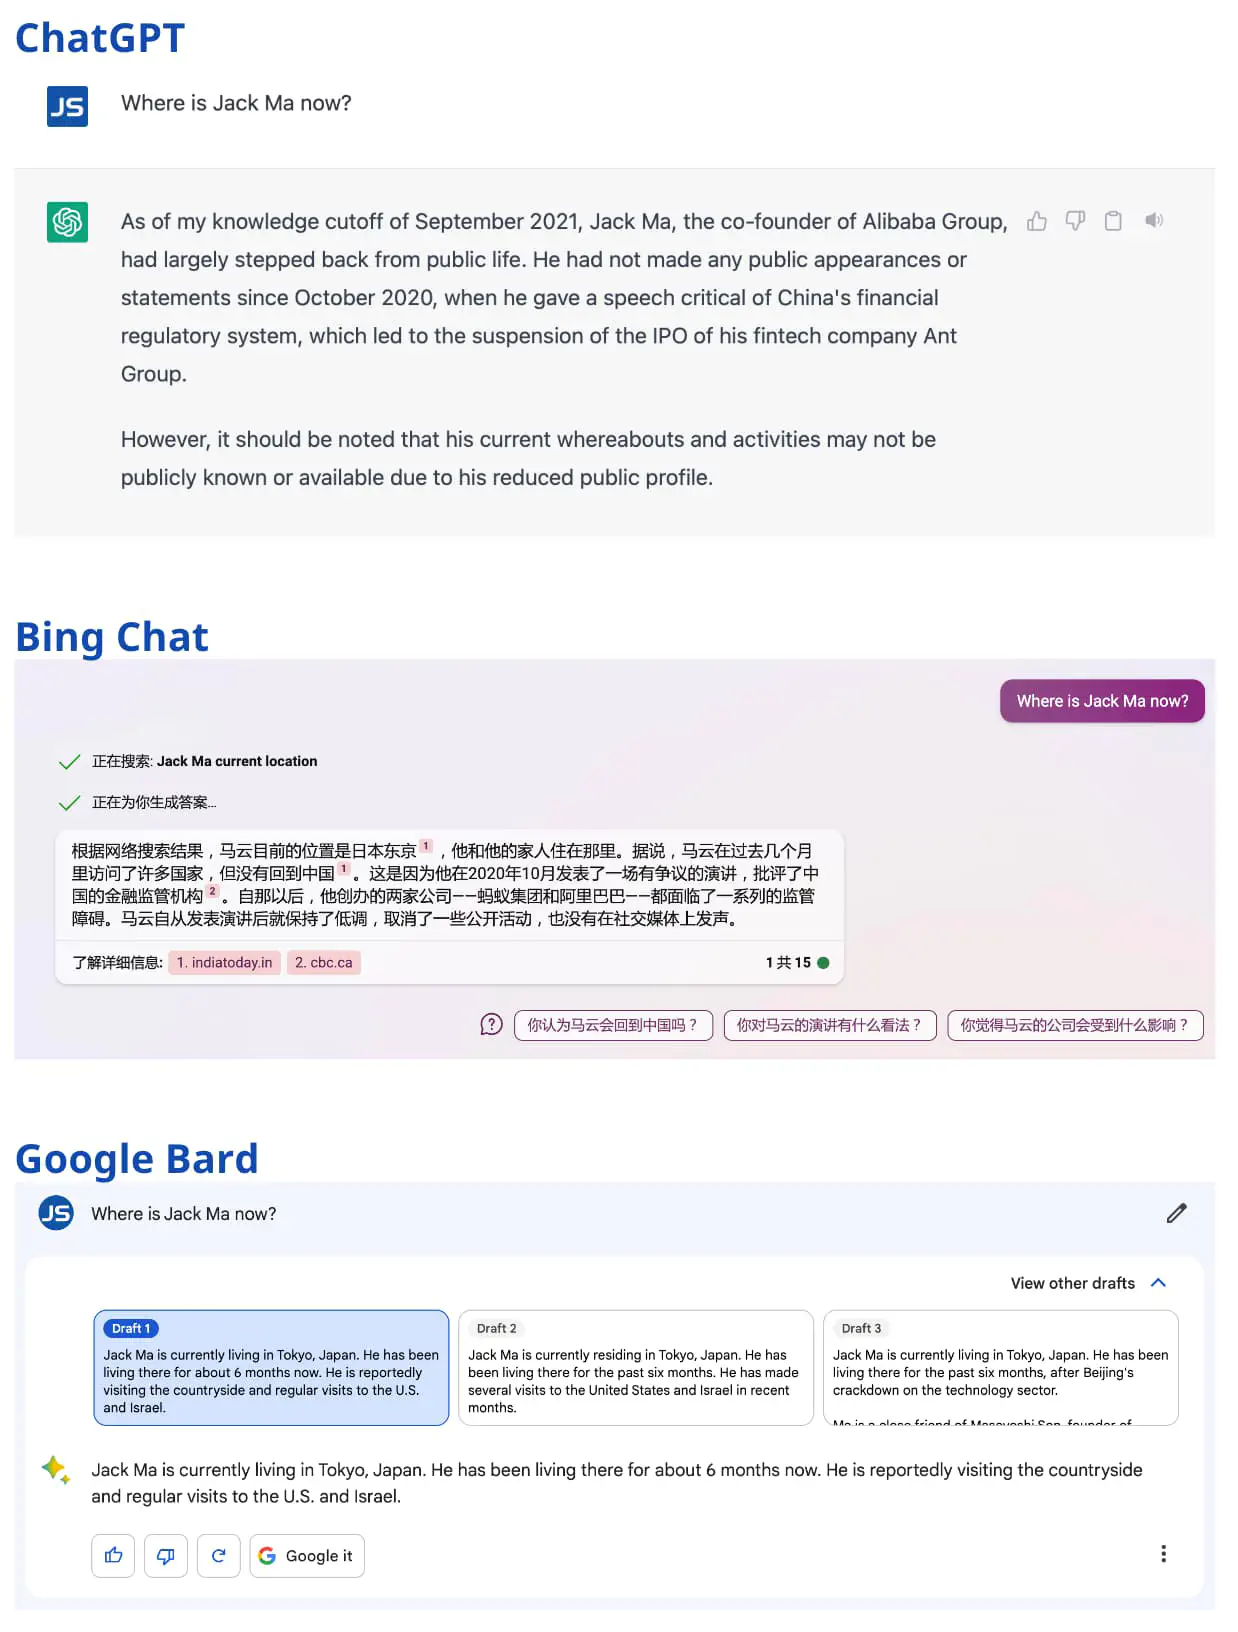 ChatGPT
JS
Where is Jack Ma now?
As of my knowledge cutoff of September 2021, Jack Ma, the co-founder of Alibaba Group,
had largely stepped back from public life. He had not made any public appearances or
statements since October 2020, when he gave a speech critical of China's financial
regulatory system, which led to the suspension of the IPO of his fintech company Ant
Group.
However, it should be noted that his current whereabouts and activities may not be
publicly known or available due to his reduced public profile.
Bing Chat
Where is Jack Ma now?
正在搜索: Jack Ma current location
正在为你生成答案...
根据网络搜索结果，马云目前的位置是日本东京 1 ，他和他的家人住在那里。据说，马云在过去几个月
里访问了许多国家，但没有回到中国 1 。这是因为他在2020年10月发表了一场有争议的演讲，批评了中
国的金融监管机构 2 。自那以后，他创办的两家公司——蚂蚁集团和阿里巴巴——都面临了一系列的监管
障碍。马云自从发表演讲后就保持了低调，取消了一些公开活动，也没有在社交媒体上发声。
了解详细信息: 1. indiatoday.in 2. cbc.ca 1 共 15
你认为马云会回到中国吗？ 你对马云的演讲有什么看法？ 你觉得马云的公司会受到什么影响？
Google Bard
JS
Where is Jack Ma now?
View other drafts
Draft 1
Jack Ma is currently living in Tokyo, Japan. He has been
living there for about 6 months now. He is reportedly
visiting the countryside and regular visits to the U.S.
and Israel.
Draft 2
Jack Ma is currently residing in Tokyo, Japan. He has
been living there for the past six months. He has made
several visits to the United States and Israel in recent
months.
Draft 3
Jack Ma is currently living in Tokyo, Japan. He has been
living there for the past six months, after Beijing's
crackdown on the technology sector.
Ma is a close friend of Masayoshi Son, founder of
Jack Ma is currently living in Tokyo, Japan. He has been living there for about 6 months now. He is reportedly visiting the countryside
and regular visits to the U.S. and Israel.
Google it